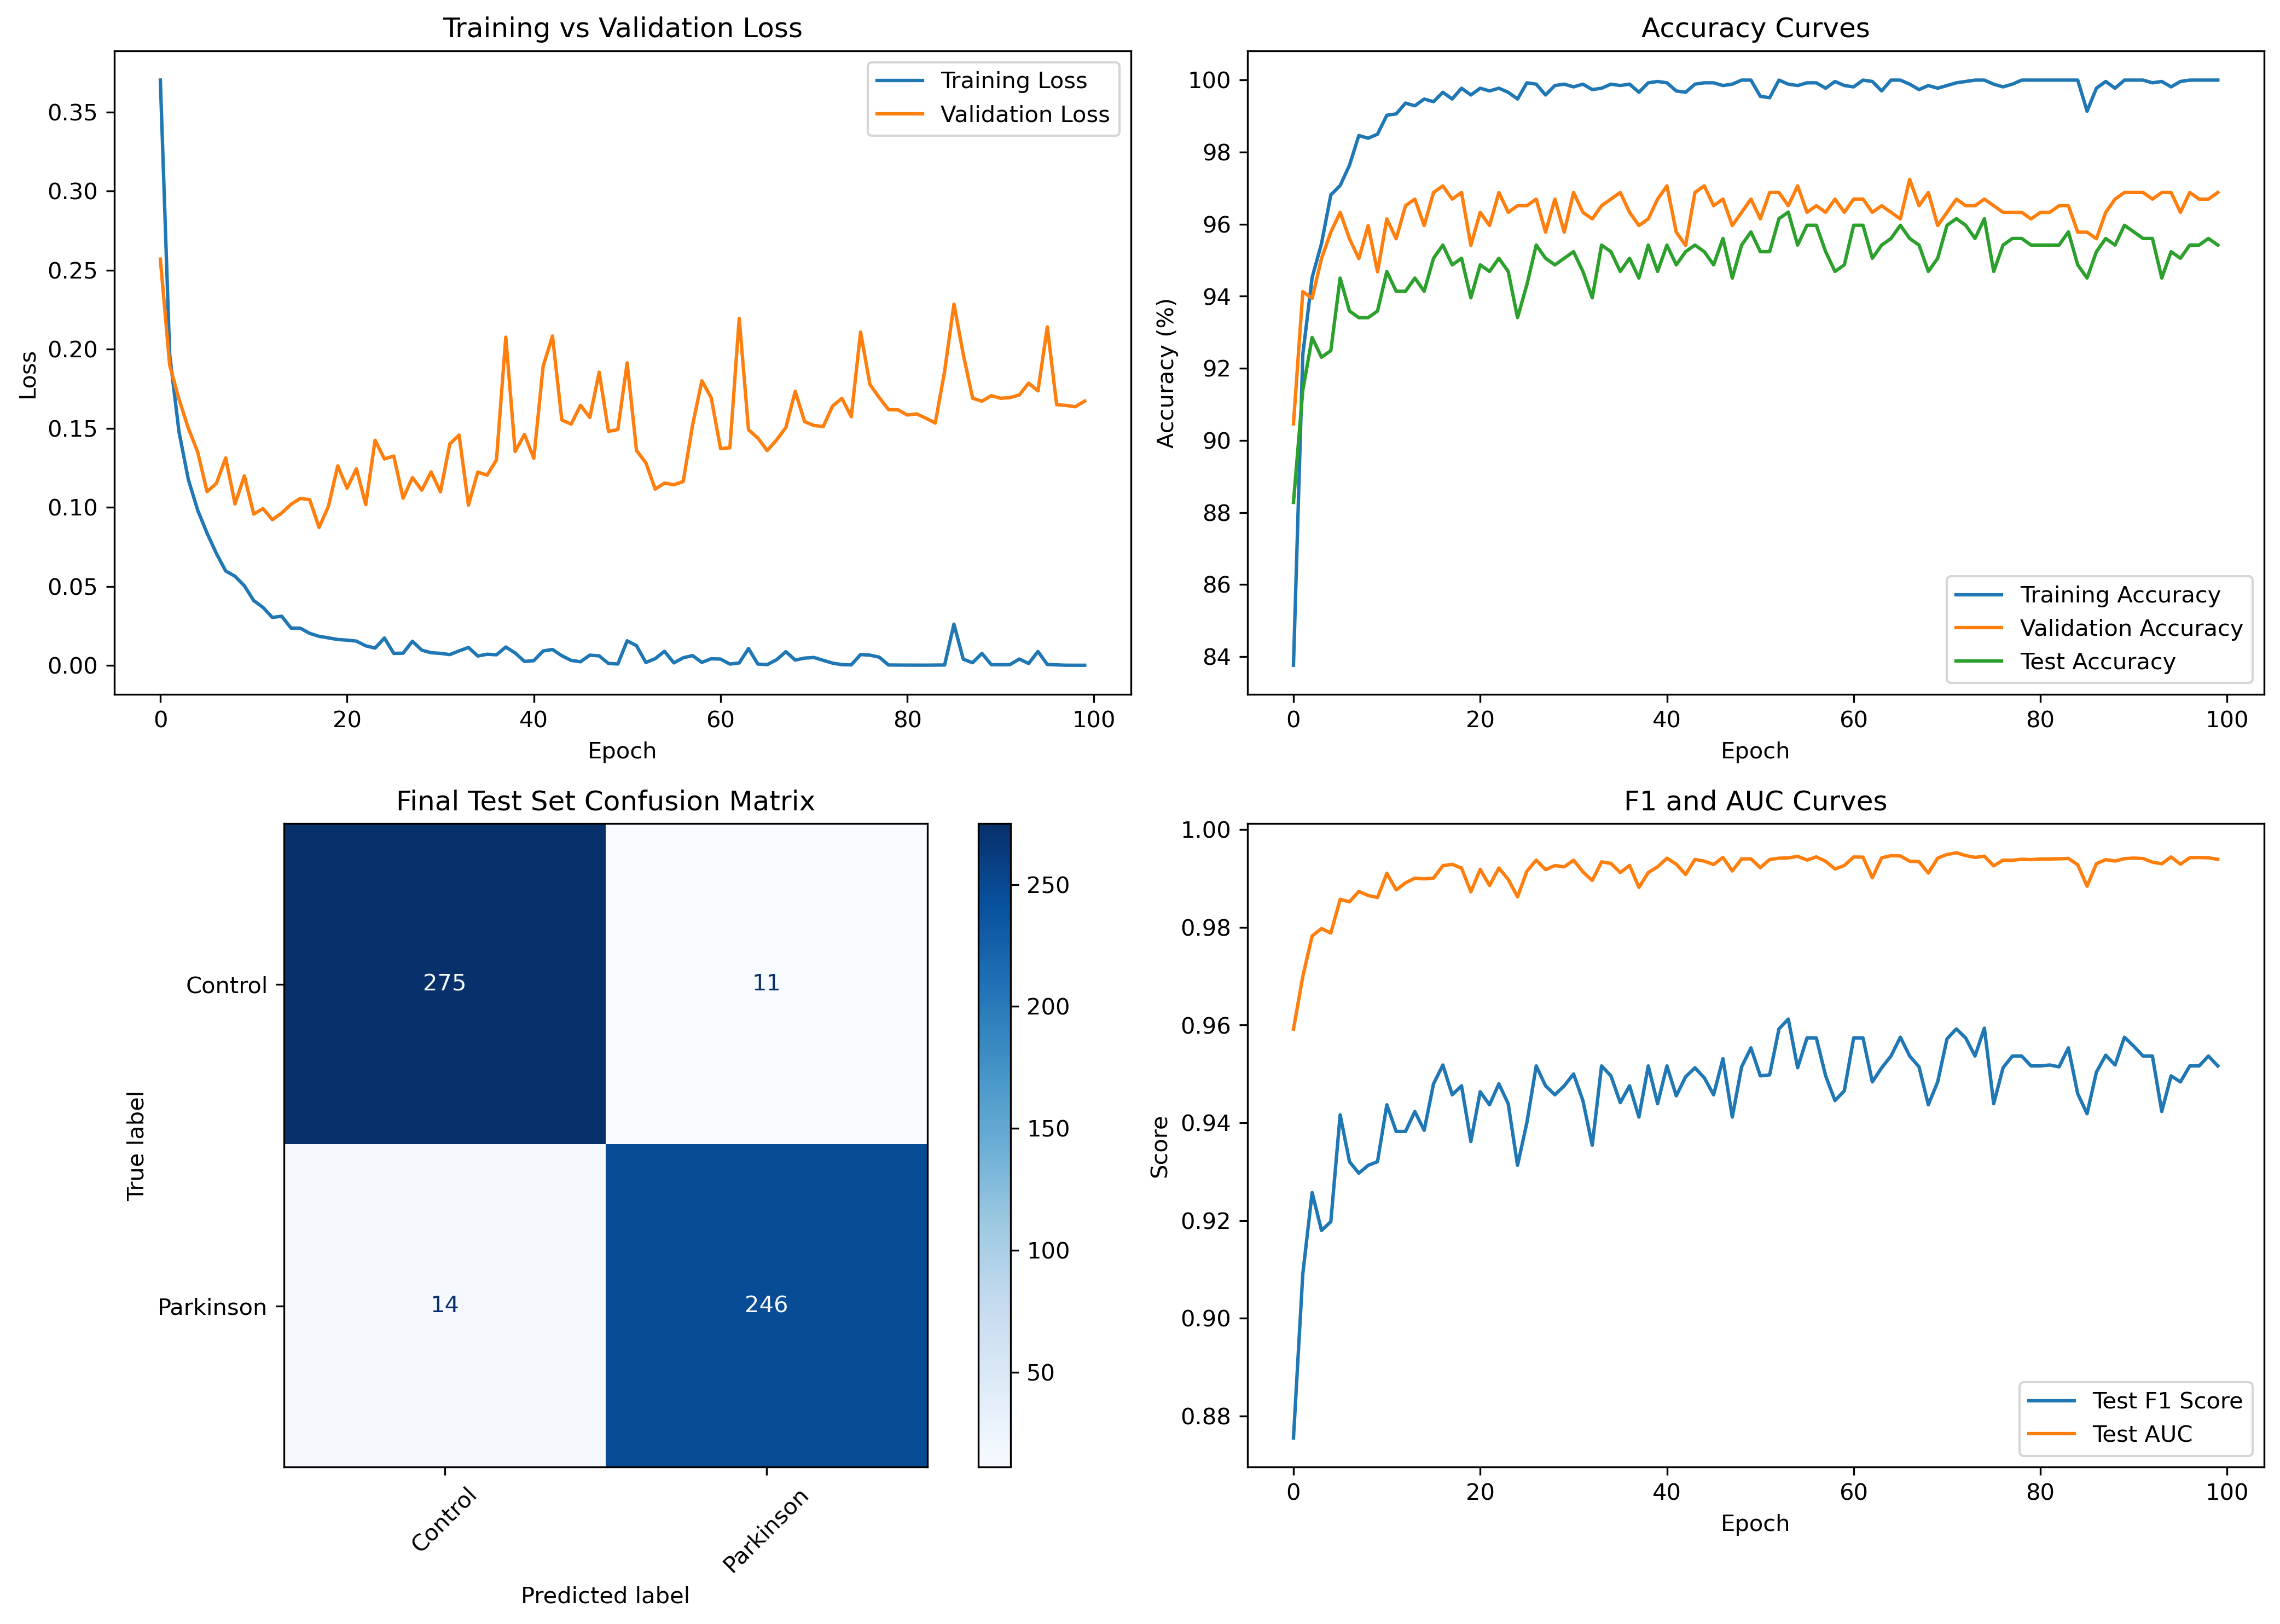 Training vs Validation Loss
Training Loss
Validation Loss
0.35
0.30
0.25
0.20
0.15
0.10
0.05
0.00
Loss
0 20 40 60 80 100
Epoch
Accuracy Curves
100
98
96
94
92
90
88
86
84
Accuracy (%)
Training Accuracy
Validation Accuracy
Test Accuracy
0 20 40 60 80 100
Epoch
Final Test Set Confusion Matrix
True label
Control
275 11
Parkinson
14 246
Control Parkinson
Predicted label
250
200
150
100
50
F1 and AUC Curves
1.00
0.98
0.96
0.94
0.92
0.90
0.88
Score
Test F1 Score
Test AUC
0 20 40 60 80 100
Epoch